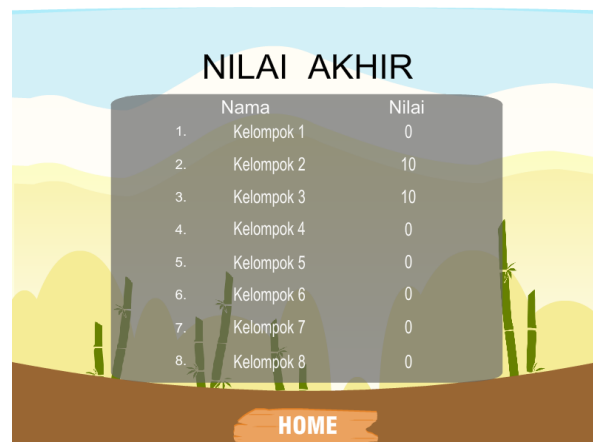 NILAI AKHIR
Nama Nilai
1. Kelompok 1 0
2. Kelompok 2 10
3. Kelompok 3 10
4. Kelompok 4 0
5. Kelompok 5 0
6. Kelompok 6 0
7. Kelompok 7 0
8. Kelompok 8 0
HOME